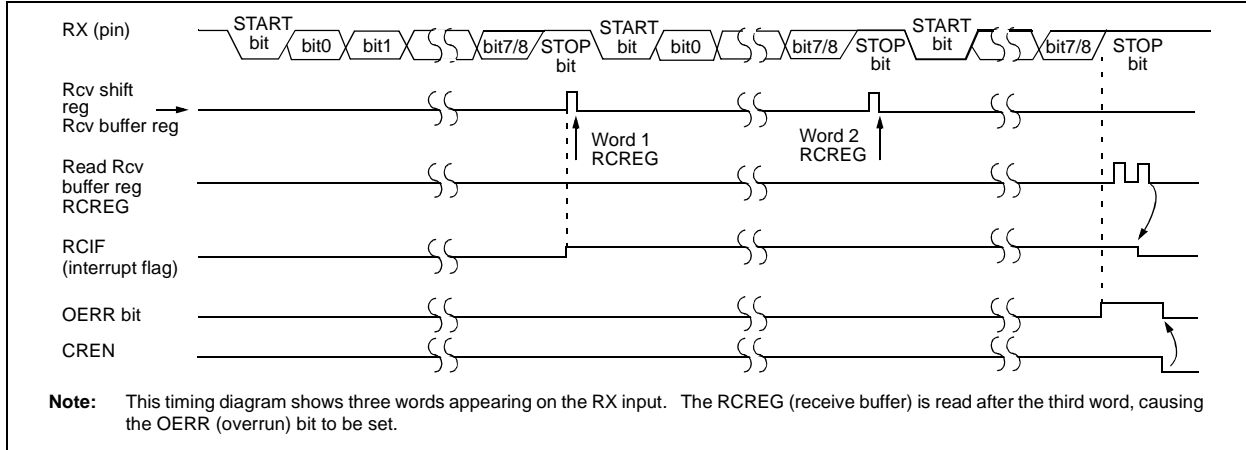 RX (pin)
START
bit
bit0
bit1
bit7/8
STOP
bit
START
bit
bit0
bit7/8
STOP
bit
START
bit
bit7/8
STOP
bit
Rcv shift
reg
Rcv buffer reg
Word 1
RCREG
Word 2
RCREG
Read Rcv
buffer reg
RCREG
RCIF
(interrupt flag)
OERR bit
CREN
Note: This timing diagram shows three words appearing on the RX input. The RCREG (receive buffer) is read after the third word, causing
the OERR (overrun) bit to be set.